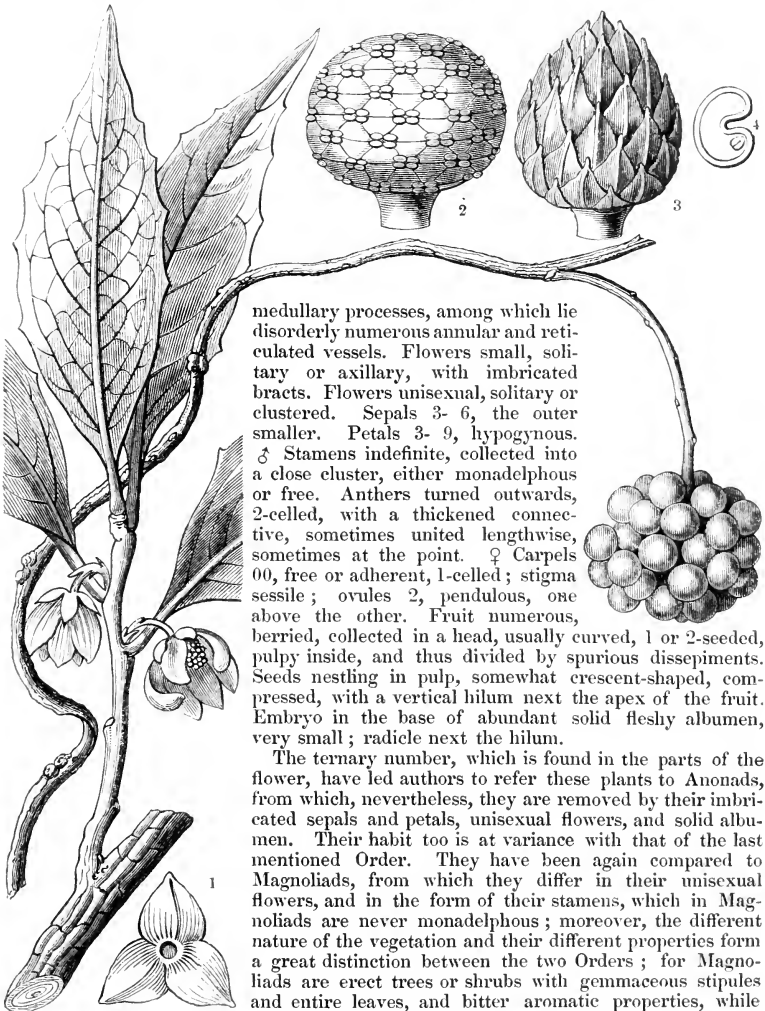 2
3
4
medullary processes, among which lie
disorderly numerous annular and reti-
culated vessels. Flowers small, soli-
tary or axillary, with imbricated
bracts. Flowers unisexual, solitary or
clustered. Sepals 3- 6, the outer
smaller. Petals 3- 9, hypogynous.
♂ Stamens indefinite, collected into
a close cluster, either monadelphous
or free. Anthers turned outwards,
2-celled, with a thickened connec-
tive, sometimes united lengthwise,
sometimes at the point. ♀ Carpels
00, free or adherent, 1-celled ; stigma
sessile ; ovules 2, pendulous, one
above the other. Fruit numerous,
berried, collected in a head, usually curved, 1 or 2-seeded,
pulpy inside, and thus divided by spurious dissepiments.
Seeds nestling in pulp, somewhat crescent-shaped, com-
pressed, with a vertical hilum next the apex of the fruit.
Embryo in the base of abundant solid fleshy albumen,
very small ; radicle next the hilum.
The ternary number, which is found in the parts of the
flower, have led authors to refer these plants to Anonads,
from which, nevertheless, they are removed by their imbri-
cated sepals and petals, unisexual flowers, and solid albu-
men. Their habit too is at variance with that of the last
mentioned Order. They have been again compared to
Magnoliads, from which they differ in their unisexual
flowers, and in the form of their stamens, which in Mag-
noliads are never monadelphous ; moreover, the different
nature of the vegetation and their different properties form
a great distinction between the two Orders ; for Magno-
liads are erect trees or shrubs with gemmaceous stipules
and entire leaves, and bitter aromatic properties, while
1